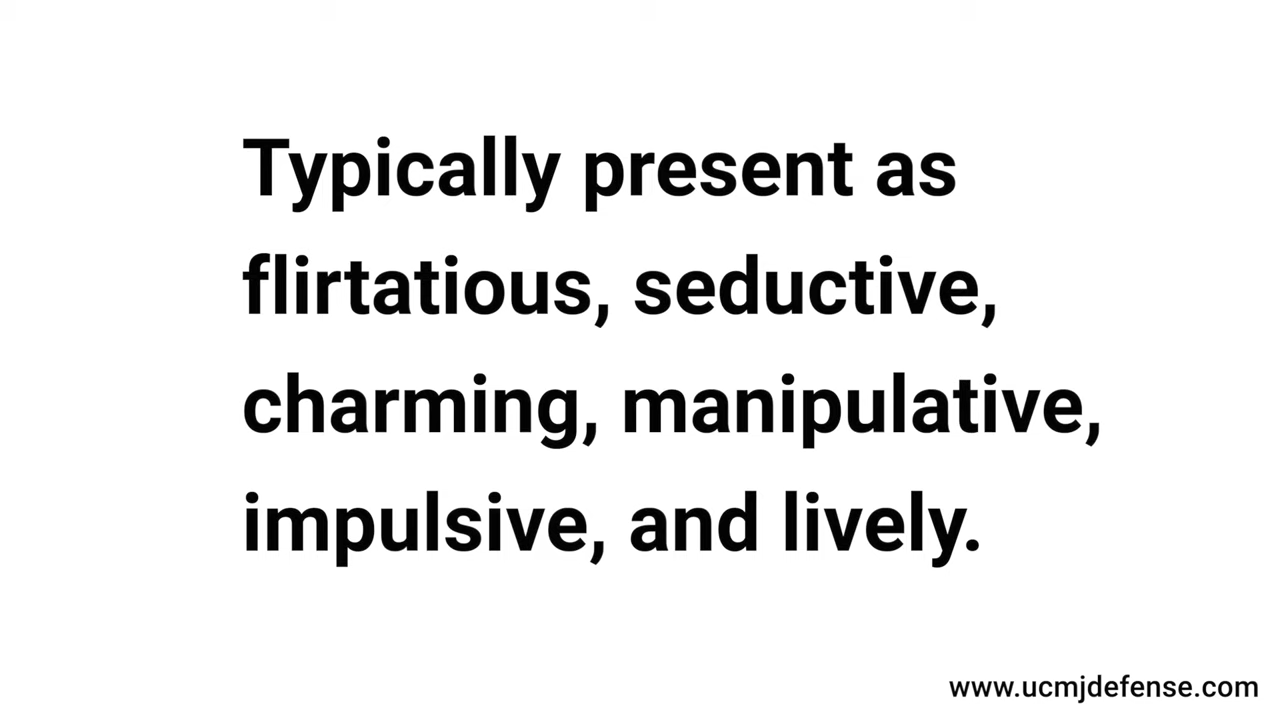 Typically present as
flirtatious, seductive,
charming, manipulative,
impulsive, and lively.
www.ucmjdefense.com